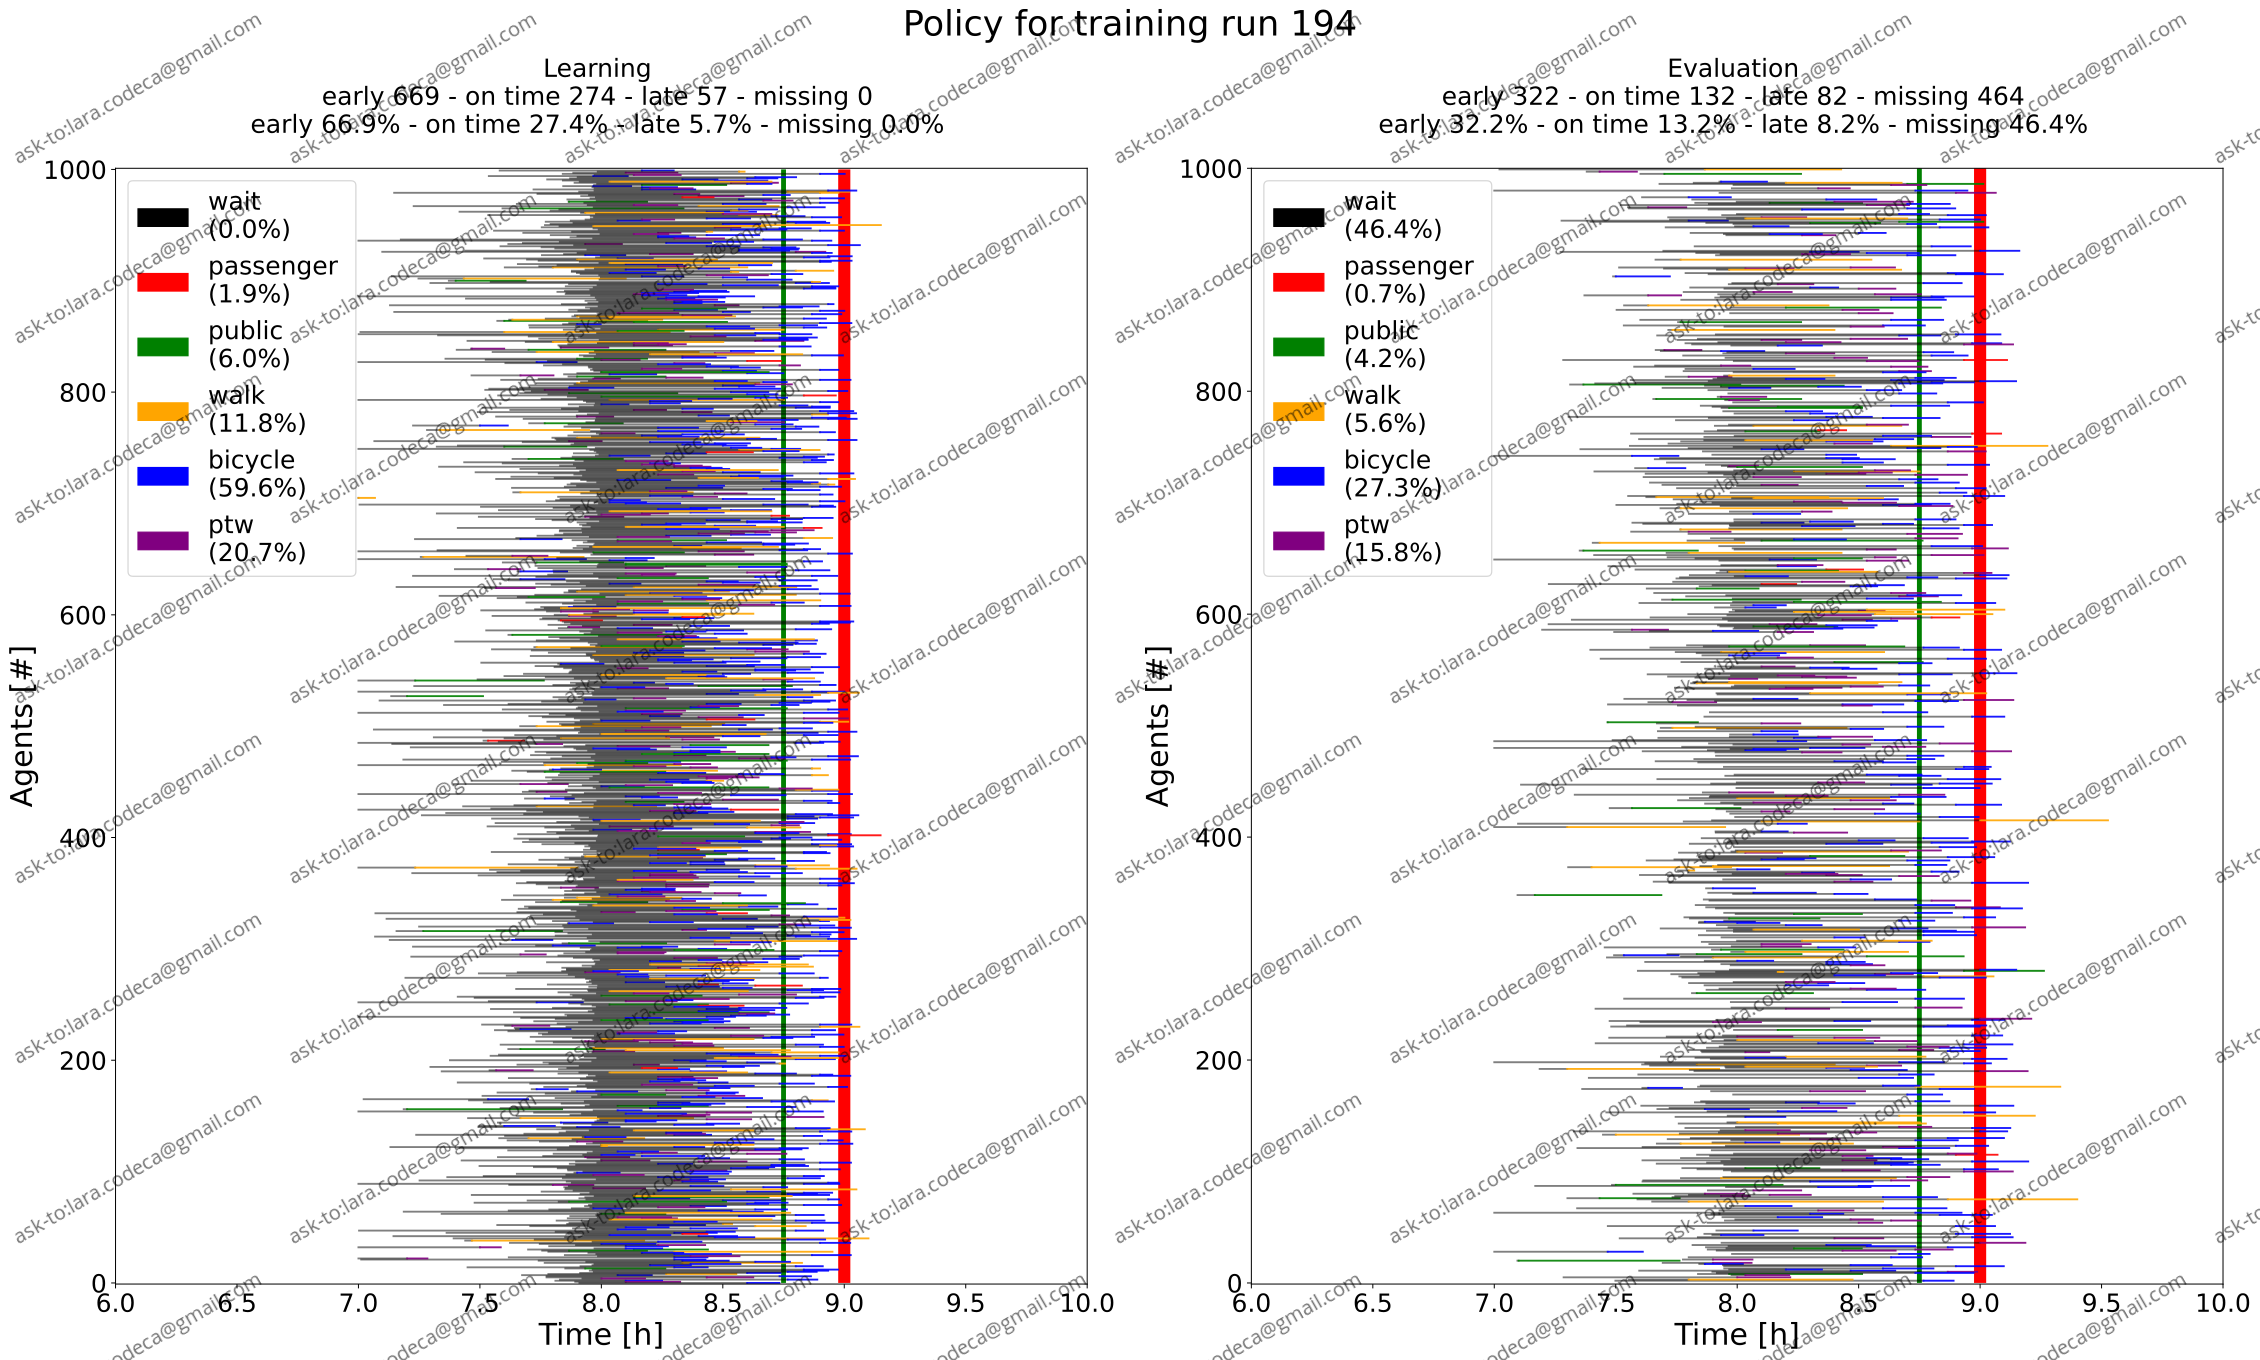 Policy for training run 194
Learning
early 669 - on time 274 - late 57 - missing 0
early 66.9% - on time 27.4% - late 5.7% - missing 0.0%
1000
800
600
400
200
0
Agents [#]
wait
(0.0%)
passenger
(1.9%)
public
(6.0%)
walk
(11.8%)
bicycle
(59.6%)
ptw
(20.7%)
6.0 6.5 7.0 7.5 8.0 8.5 9.0 9.5 10.0
Time [h]
Evaluation
early 322 - on time 132 - late 82 - missing 464
early 32.2% - on time 13.2% - late 8.2% - missing 46.4%
1000
800
600
400
200
0
Agents [#]
wait
(46.4%)
passenger
(0.7%)
public
(4.2%)
walk
(5.6%)
bicycle
(27.3%)
ptw
(15.8%)
6.0 6.5 7.0 7.5 8.0 8.5 9.0 9.5 10.0
Time [h]
ask-to:lara.codeca@gmail.com